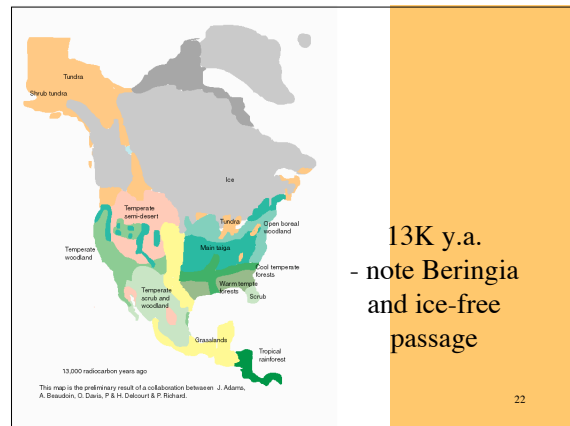 Tundra
Shrub tundra
Ice
Temperate
semi-desert
Tundra
Open boreal
woodland
Temperate
woodland
Main taiga
Cool temperate
forests
Warm temple
forests
Scrub
Temperate
scrub and
woodland
Grasslands
Tropical
rainforest
13,000 radiocarbon years ago
This map is the preliminary result of a collaboration between J. Adams,
A. Beaudoin, O. Davis, P & H. Delcourt & P. Richard.
13K y.a.
- note Beringia
and ice-free
passage
22